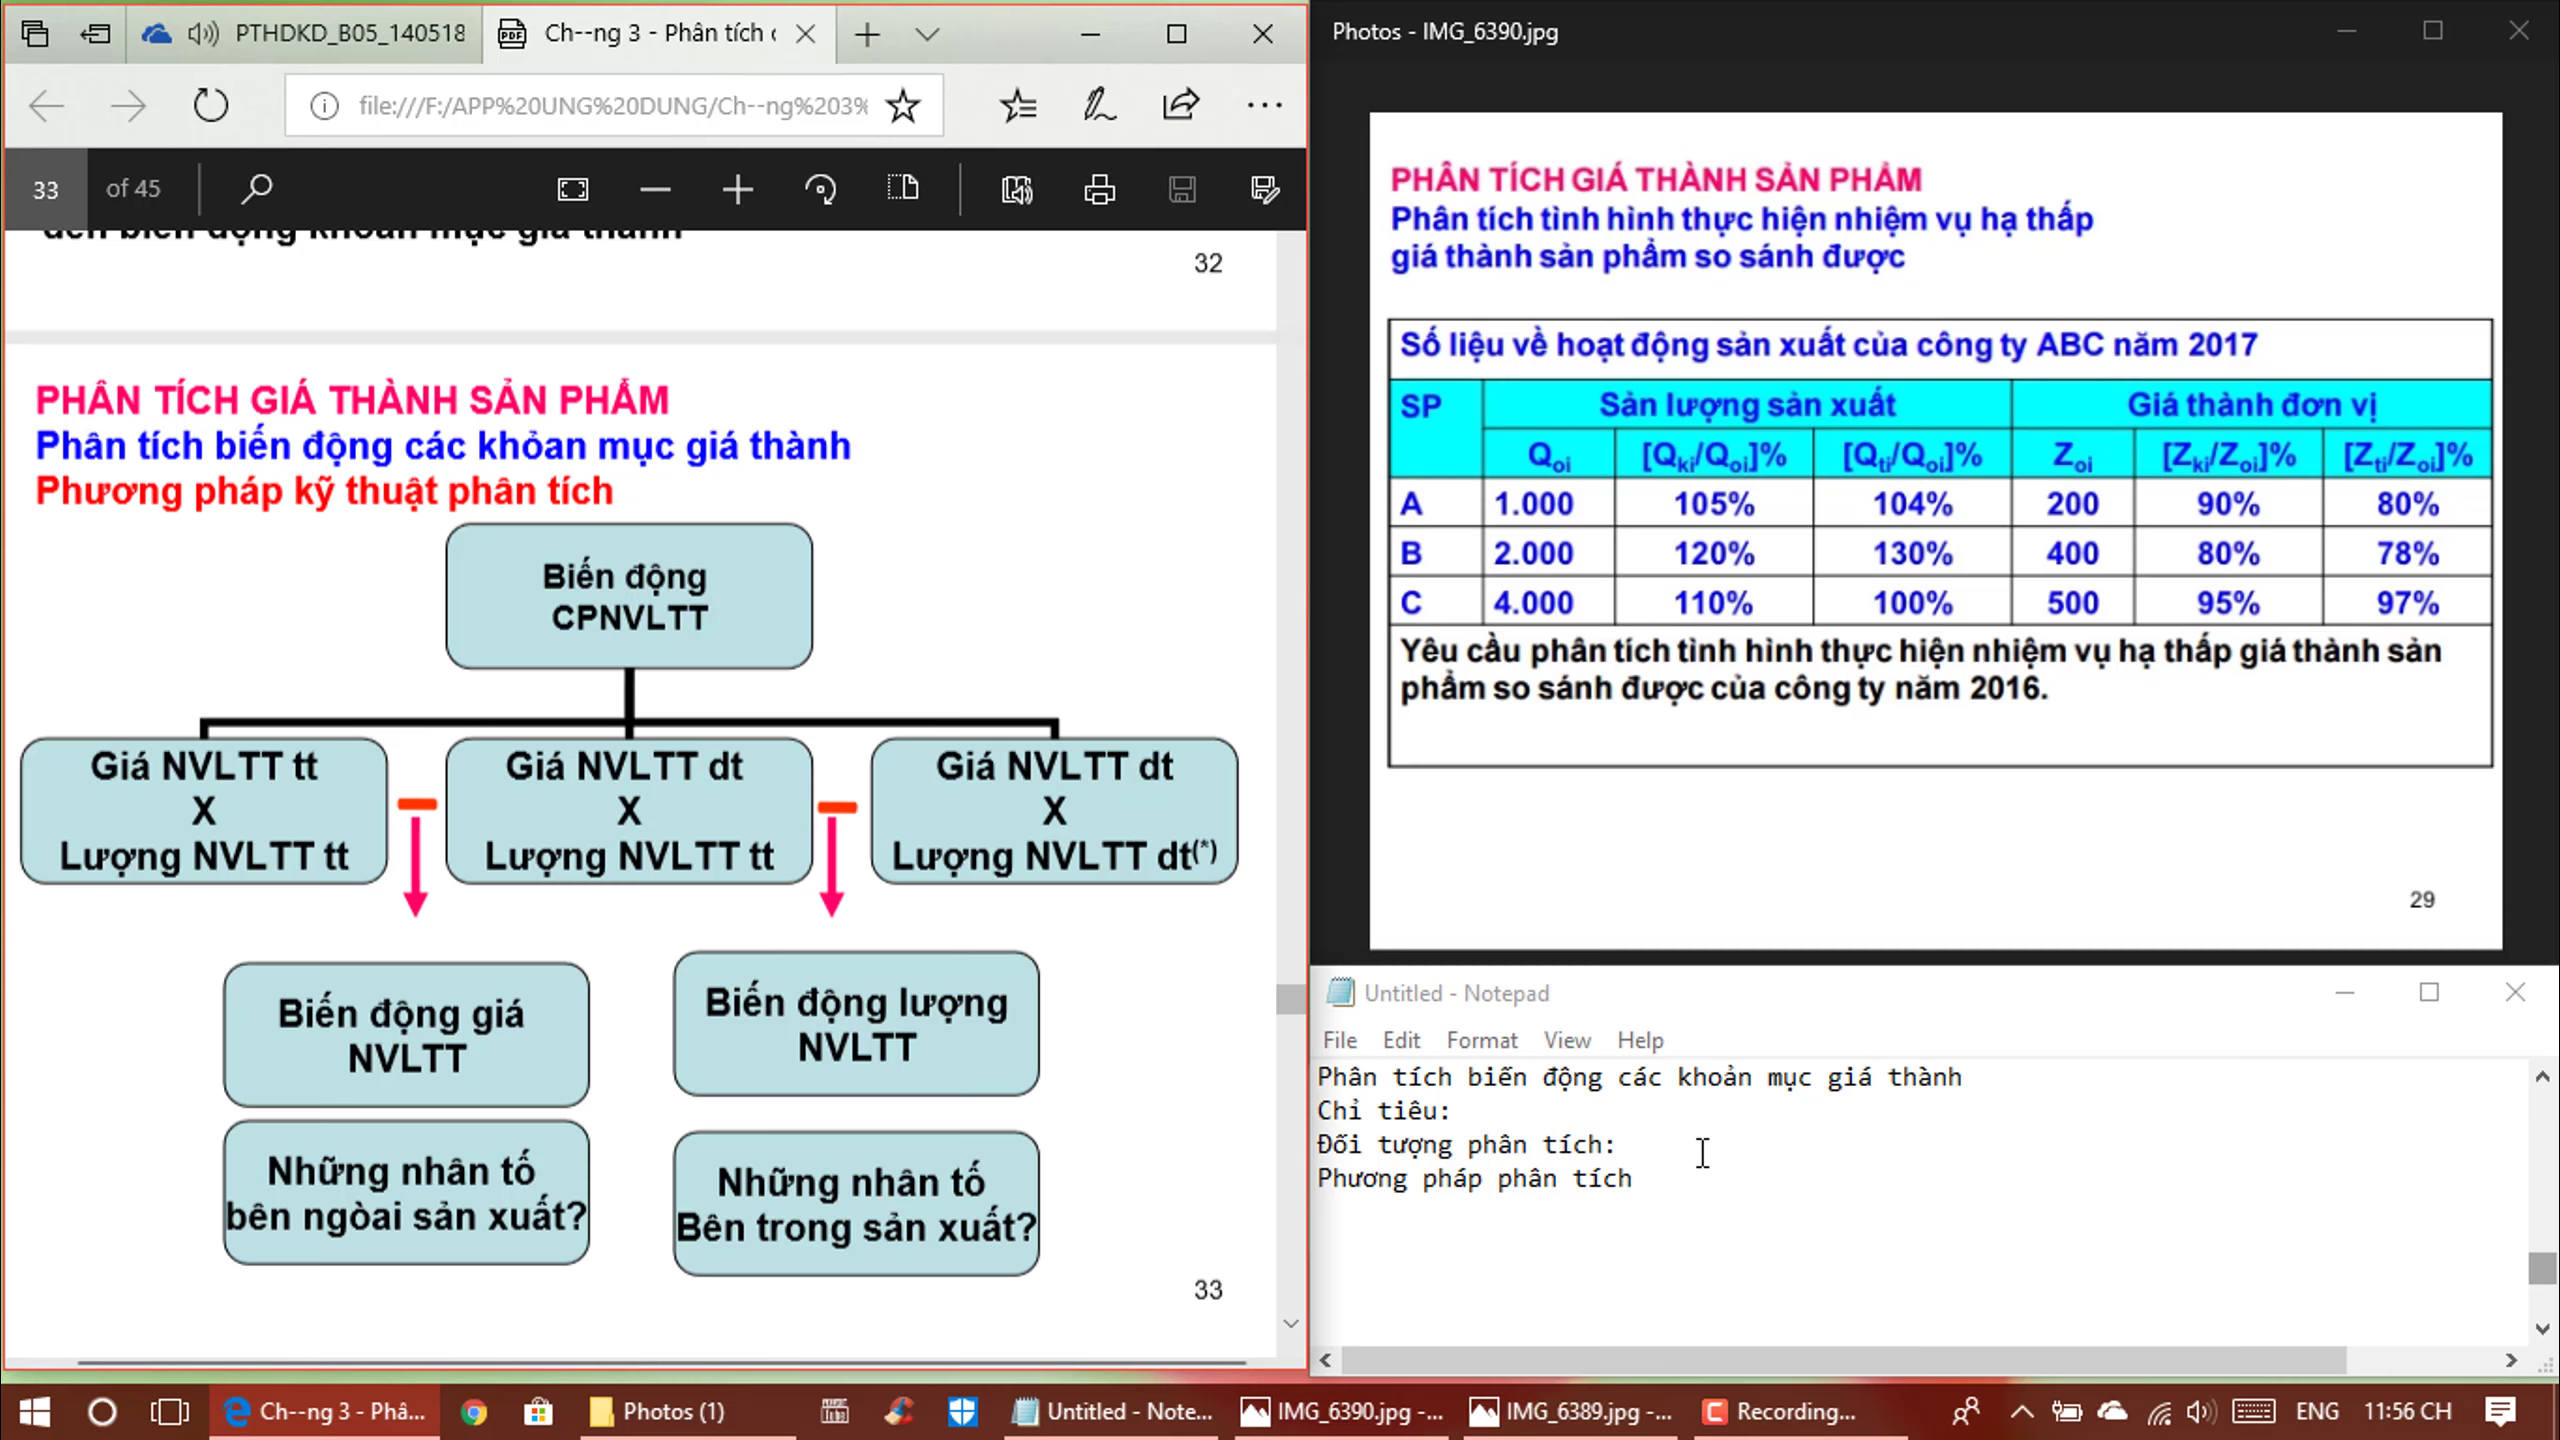 PTHDKD_B05_140518
Ch--ng 3 - Phân tích c
file:///F:/APP%20UNG%20DUNG/Ch--ng%203%
33
of 45
đến biến động khoản mục giá thành
32
PHÂN TÍCH GIÁ THÀNH SẢN PHẨM
Phân tích biến động các khỏan mục giá thành
Phương pháp kỹ thuật phân tích
Biến động
CPNVLTT
Giá NVLTT tt
X
Lượng NVLTT tt
Giá NVLTT dt
X
Lượng NVLTT tt
Giá NVLTT dt
X
Lượng NVLTT dt(*)
Biến động giá
NVLTT
Biến động lượng
NVLTT
Những nhân tố
bên ngòai sản xuất?
Những nhân tố
Bên trong sản xuất?
33
Photos - IMG_6390.jpg
PHÂN TÍCH GIÁ THÀNH SẢN PHẨM
Phân tích tình hình thực hiện nhiệm vụ hạ thấp
giá thành sản phẩm so sánh được
Số liệu về hoạt động sản xuất của công ty ABC năm 2017
SP Sản lượng sản xuất Giá thành đơn vị
Qoi [Qki/Qoi]% [Qti/Qoi]% Zoi [Zki/Zoi]% [Zti/Zoi]%
A 1.000 105% 104% 200 90% 80%
B 2.000 120% 130% 400 80% 78%
C 4.000 110% 100% 500 95% 97%
Yêu cầu phân tích tình hình thực hiện nhiệm vụ hạ thấp giá thành sản
phẩm so sánh được của công ty năm 2016.
29
Untitled - Notepad
File Edit Format View Help
Phân tích biến động các khoản mục giá thành
Chỉ tiêu:
Đối tượng phân tích:
Phương pháp phân tích
Ch--ng 3 - Phâ...
Photos (1)
Untitled - Note...
IMG_6390.jpg -...
IMG_6389.jpg -...
Recording...
ENG
11:56 CH